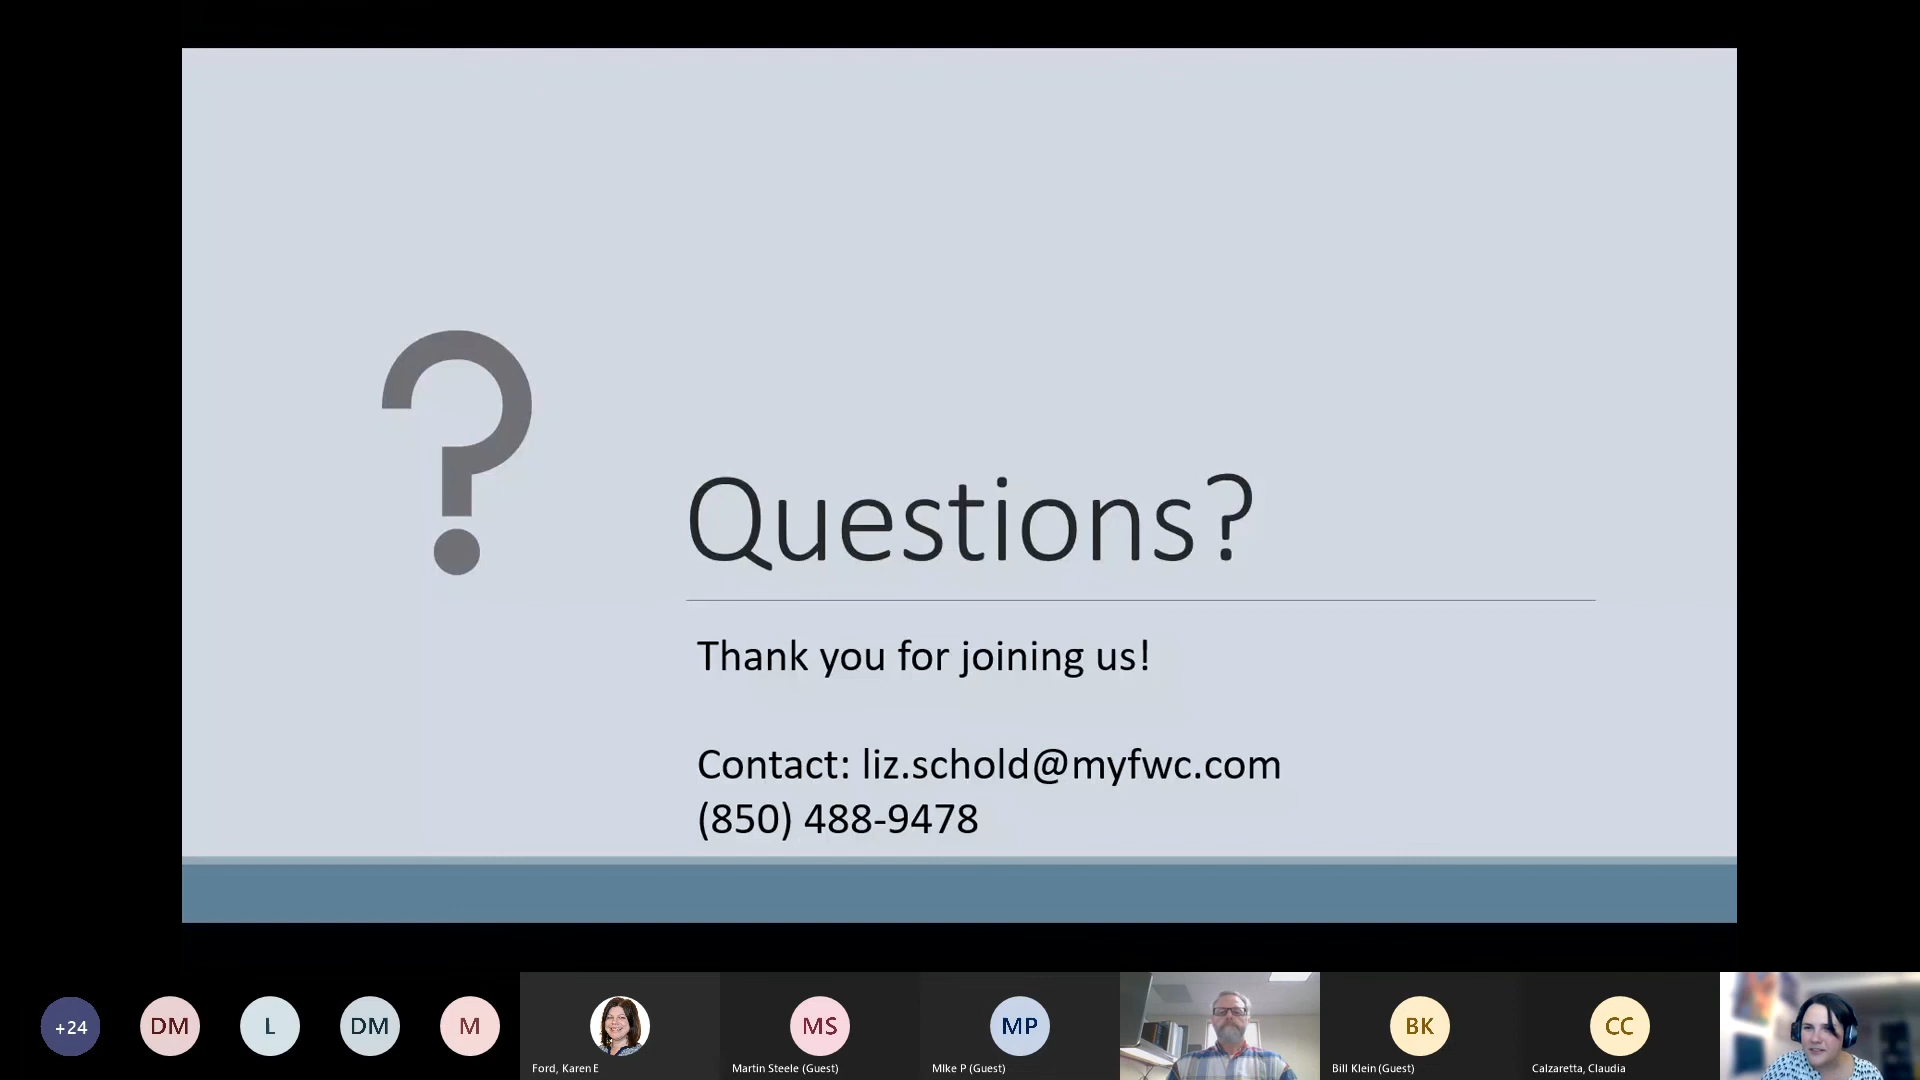 ?
Questions?
Thank you for joining us!
Contact: liz.schold@myfwc.com
(850) 488-9478
+24
DM
L
DM
M
Ford, Karen E
MS
Martin Steele (Guest)
MP
MIke P (Guest)
BK
Bill Klein (Guest)
CC
Calzaretta, Claudia